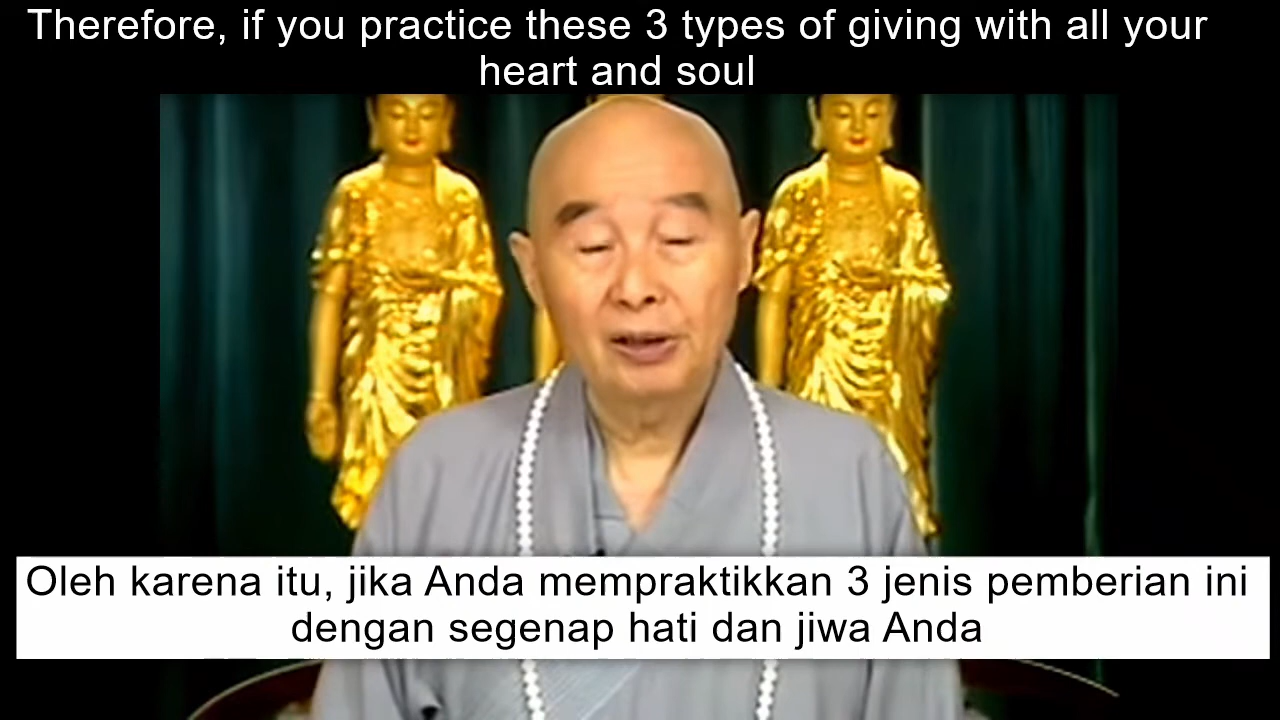 Therefore, if you practice these 3 types of giving with all your
heart and soul
Oleh karena itu, jika Anda mempraktikkan 3 jenis pemberian ini
dengan segenap hati dan jiwa Anda